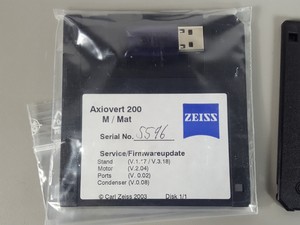 Axiovert 200
M / Mat
ZEISS
Serial No. 5596
Service/Firmwareupdate
Stand (V.1.17 / V.3.18)
Motor (V.2.04)
Ports (V. 0.02)
Condenser (V.0.08)
© Carl Zeiss 2003 Disk 1/1